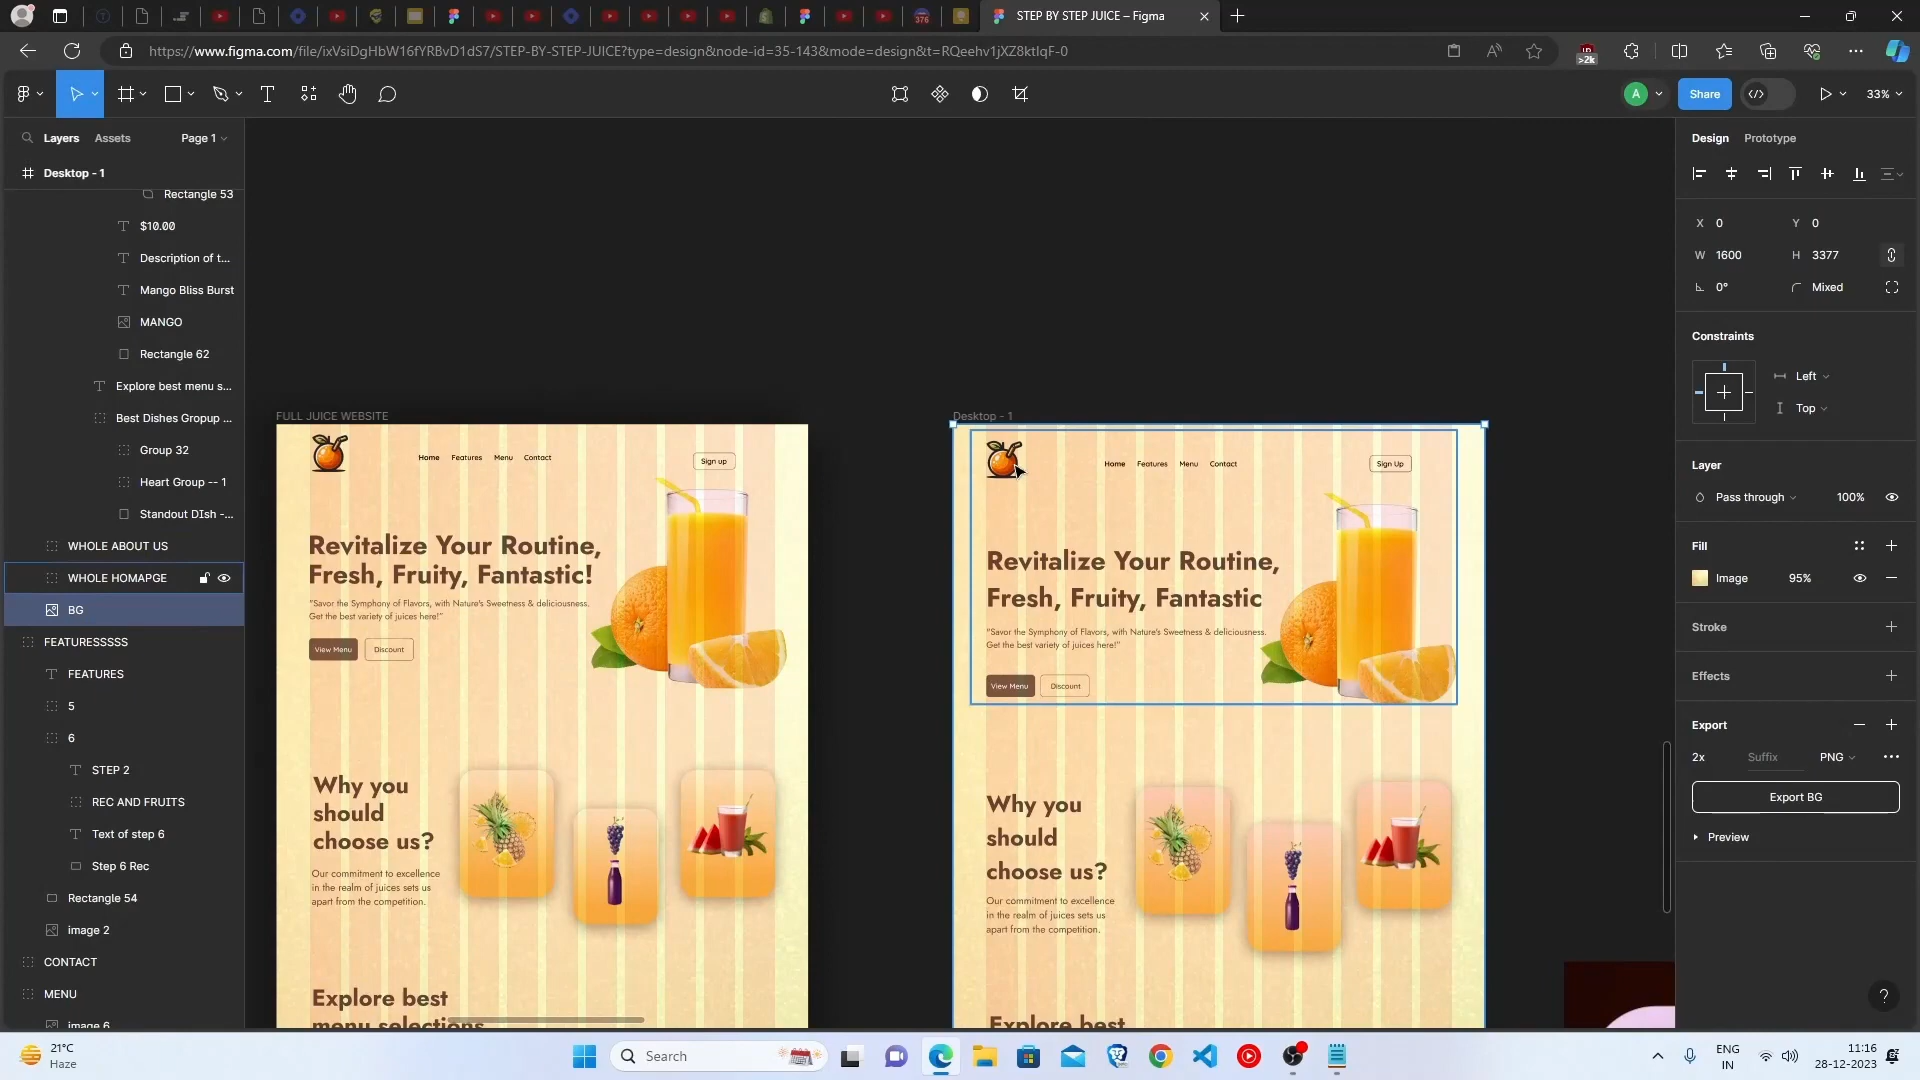 376
STEP BY STEP JUICE – Figma
https://www.figma.com/file/ixVsiDgHbW16fYRBvD1dS7/STEP-BY-STEP-JUICE?type=design&node-id=35-143&mode=design&t=RQeehv1jXZ8ktIqF-0
>2k
A
Share
33%
Layers
Assets
Page 1
Desktop - 1
Rectangle 53
$10.00
Description of t...
Mango Bliss Burst
MANGO
Rectangle 62
Explore best menu s...
Best Dishes Gropup ...
Group 32
Heart Group -- 1
Standout DIsh -...
WHOLE ABOUT US
WHOLE HOMAPGE
BG
FEATURESSSSS
FEATURES
5
6
STEP 2
REC AND FRUITS
Text of step 6
Step 6 Rec
Rectangle 54
image 2
CONTACT
MENU
image 6
FULL JUICE WEBSITE
Home
Features
Menu
Contact
Sign up
Revitalize Your Routine,
Fresh, Fruity, Fantastic!
"Savor the Symphony of Flavors, with Nature's Sweetness & deliciousness.
Get the best variety of juices here!"
View Menu
Discount
Why you
should
choose us?
Our commitment to excellence
in the realm of juices sets us
apart from the competition.
Explore best
menu selections
Desktop - 1
Home
Features
Menu
Contact
Sign Up
Revitalize Your Routine,
Fresh, Fruity, Fantastic
"Savor the Symphony of Flavors, with Nature's Sweetness & deliciousness.
Get the best variety of juices here!"
View Menu
Discount
Why you
should
choose us?
Our commitment to excellence
in the realm of juices sets us
apart from the competition.
Explore best
Design
Prototype
X 0
Y 0
W 1600
H 3377
0°
Mixed
Constraints
Left
Top
Layer
Pass through
100%
Fill
Image
95%
Stroke
Effects
Export
2x
Suffix
PNG
Export BG
Preview
?
21°C
Haze
Search
ENG
IN
11:16
28-12-2023